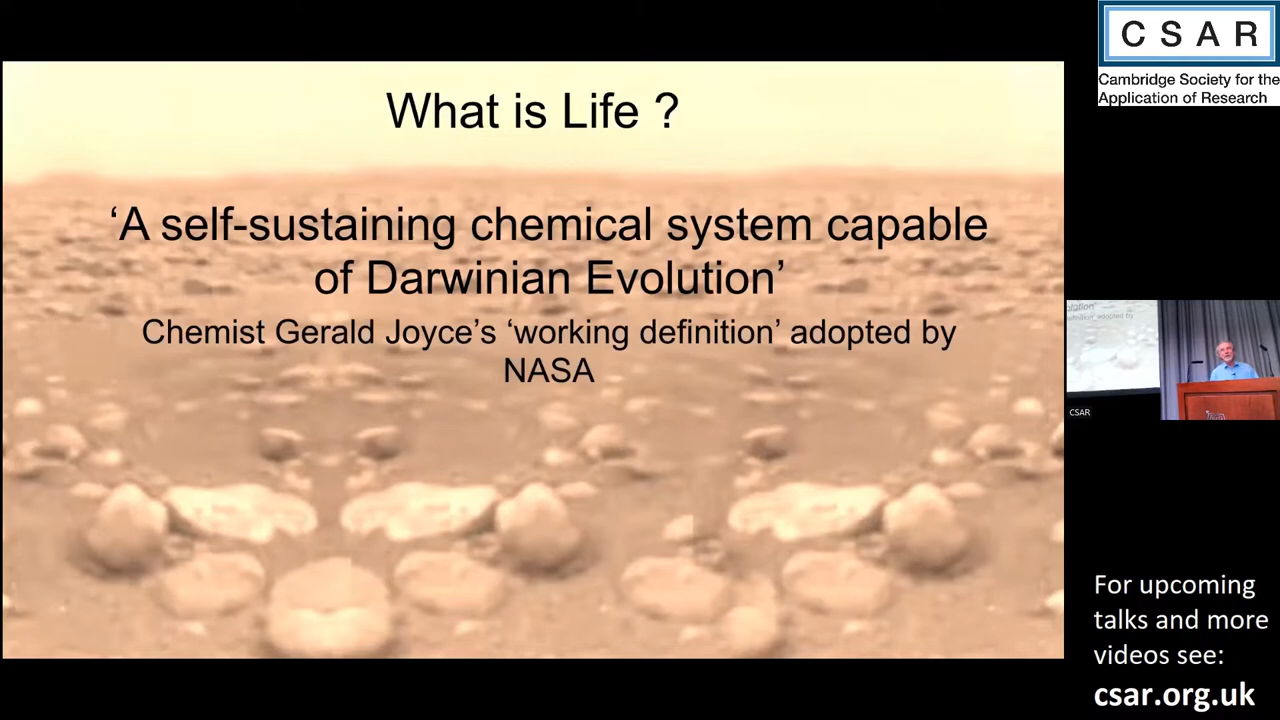 What is Life ?
‘A self-sustaining chemical system capable
of Darwinian Evolution’
Chemist Gerald Joyce’s ‘working definition’ adopted by
NASA
CSAR
Cambridge Society for the
Application of Research
adopted by
CSAR
For upcoming
talks and more
videos see:
csar.org.uk